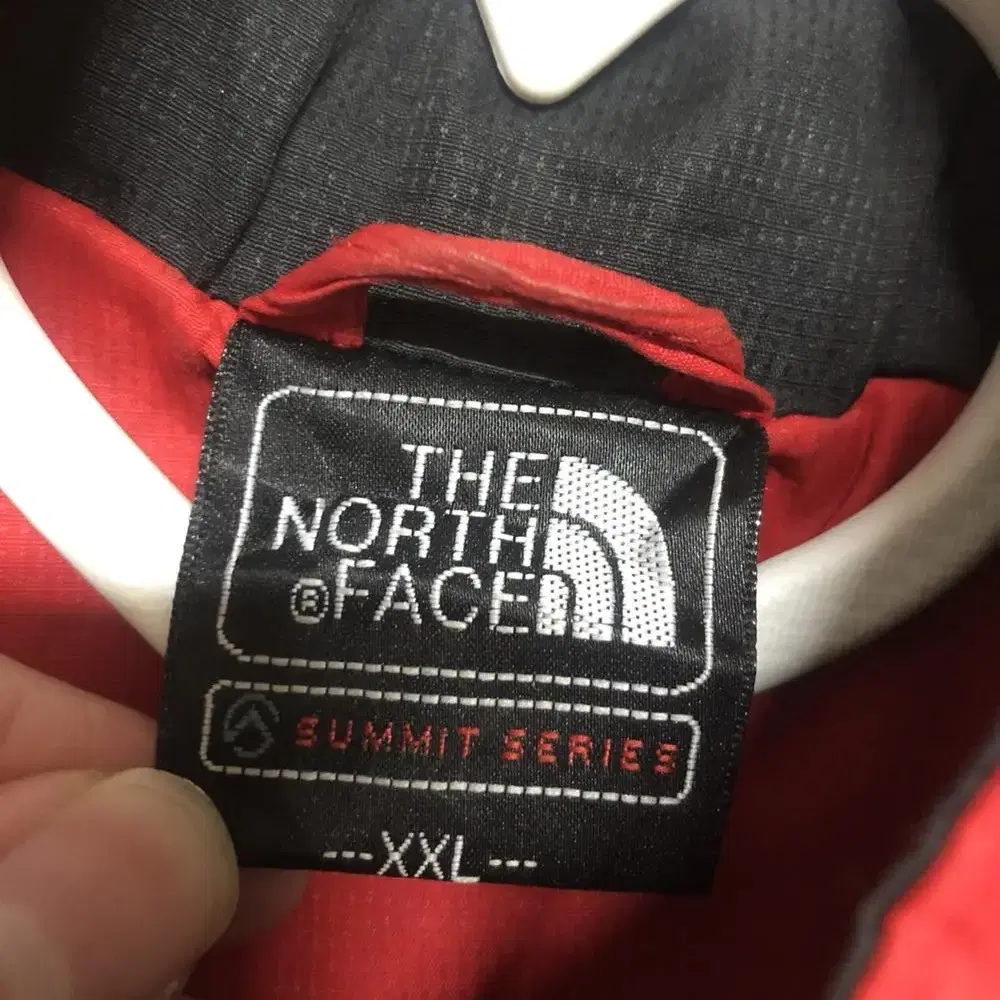 THE
NORTH
®FACE
SUMMIT SERIES
---XXL---